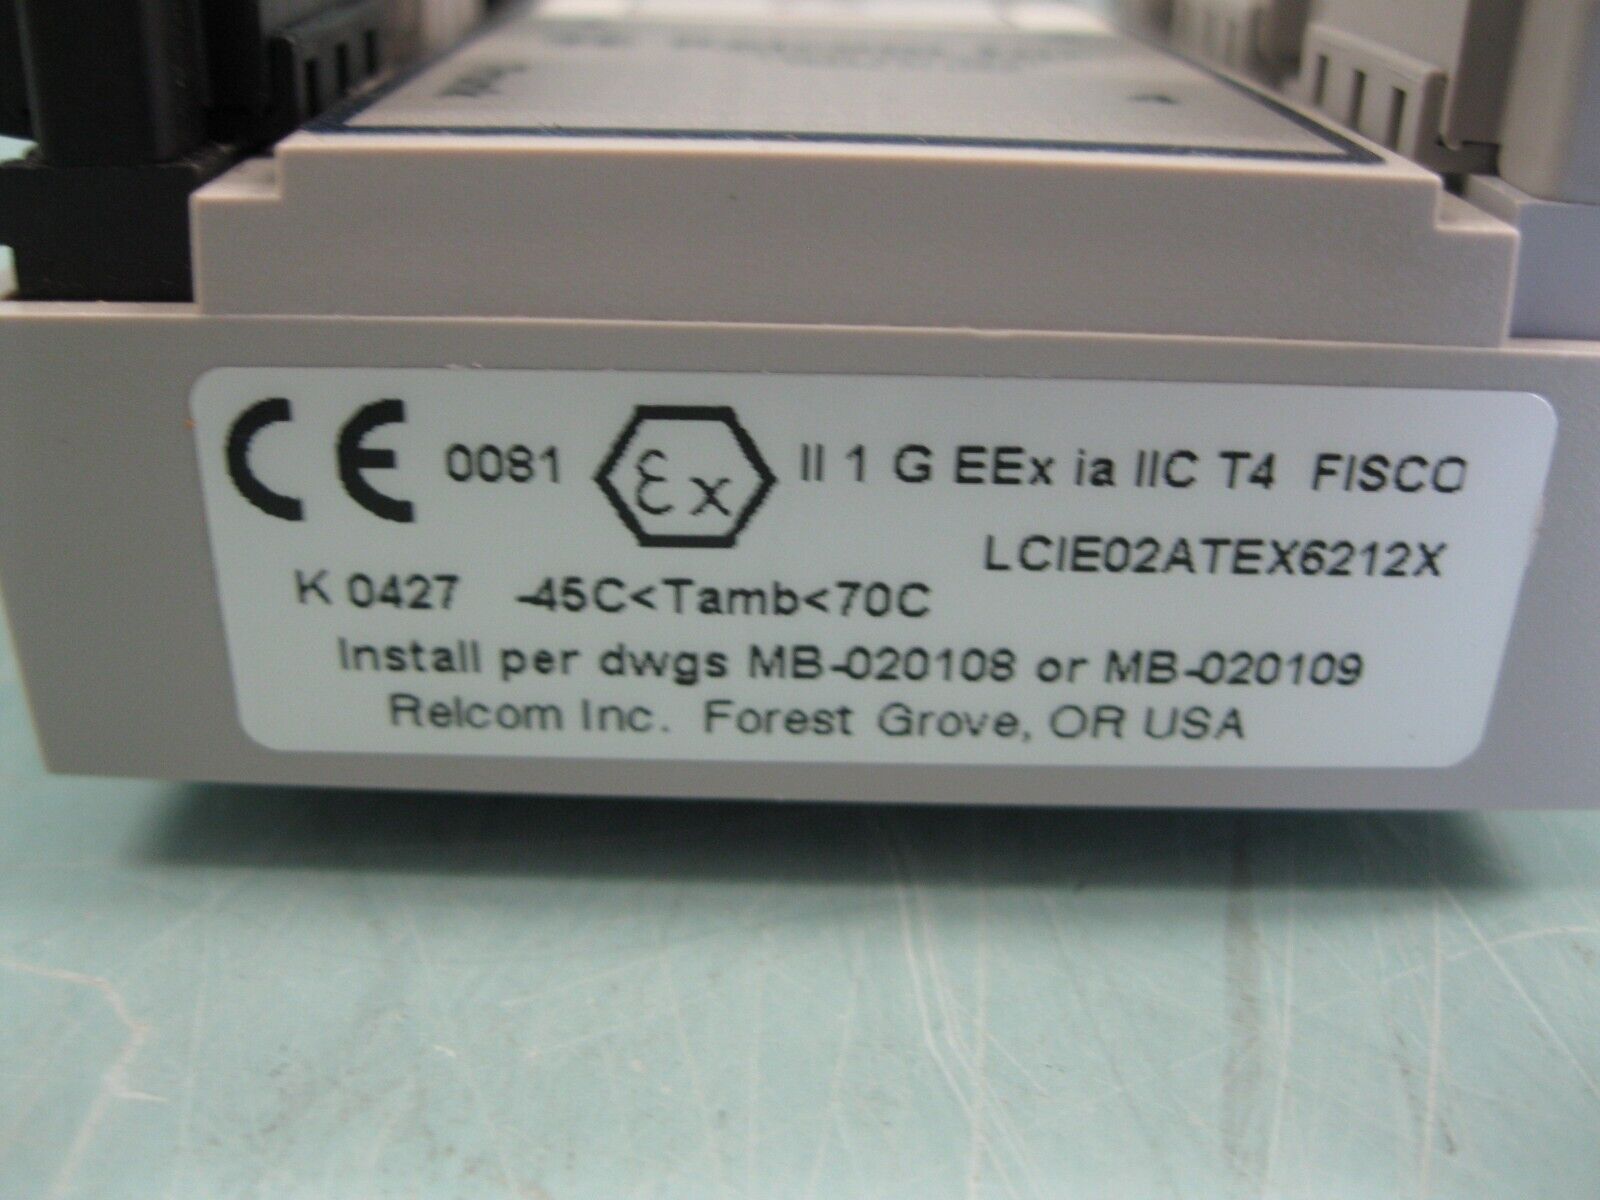 CE 0081 Ex II 1 G EEx ia IIC T4 FISCO
LCIE02ATEX6212X
K 0427 -45C<Tamb<70C
Install per dwgs MB-020108 or MB-020109
Relcom Inc. Forest Grove, OR USA